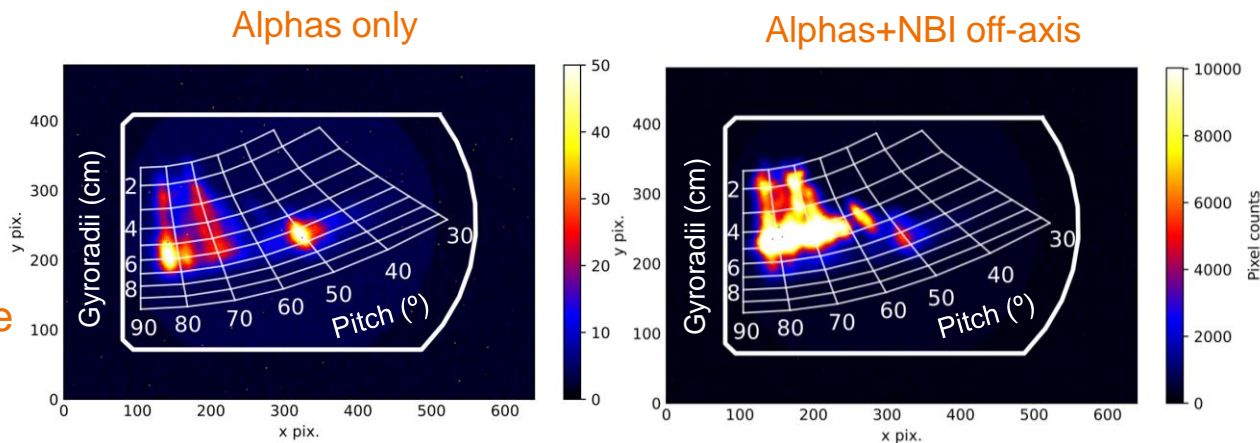 Alphas only
Alphas+NBI off-axis
e
400
300
200
100
0
y pix.
0 100 200 300 400 500 600
x pix.
Gyroradii (cm)
2
4
6
8
90 80 70 60 50 40 30
Pitch (º)
50
40
30
20
10
0
400
300
200
100
0
y pix.
0 100 200 300 400 500 600
x pix.
Gyroradii (cm)
2
4
6
8
90 80 70 60 50 40 30
Pitch (º)
10000
8000
6000
4000
2000
0
Pixel counts